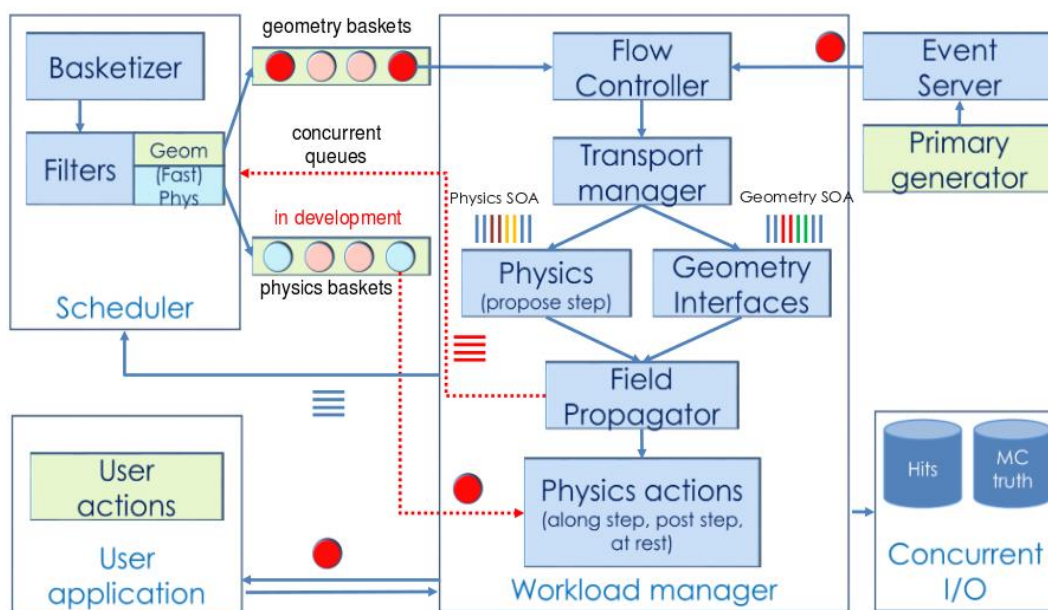 Basketizer
Filters
Geom
(Fast)
Phys
Scheduler
geometry baskets
concurrent
queues
in development
physics baskets
Flow
Controller
Transport
manager
Physics SOA
Geometry SOA
Physics
(propose step)
Geometry
Interfaces
Field
Propagator
Physics actions
(along step, post step,
at rest)
Workload manager
Event
Server
Primary
generator
User
actions
User
application
Hits
MC
truth
Concurrent
I/O